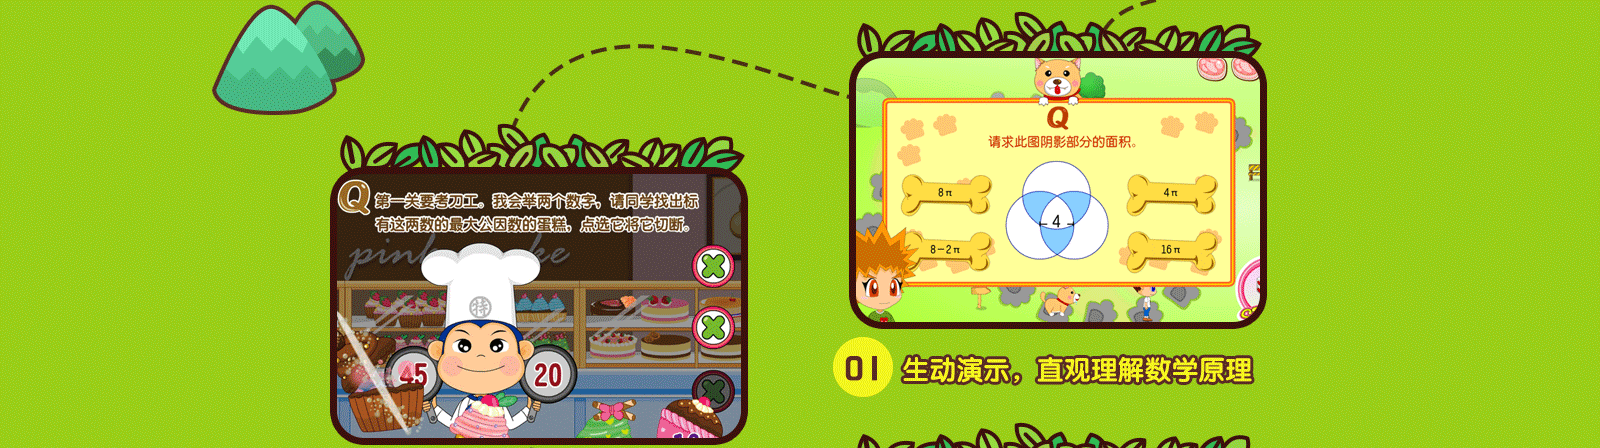 Q
第一关要考刀工。我会举两个数字，请同学找出标
有这两数的最大公因数的蛋糕，点选它将它切断。
特
45
20
Q
请求此图阴影部分的面积。
8π
4π
4
8－2π
16π
01 生动演示，直观理解数学原理